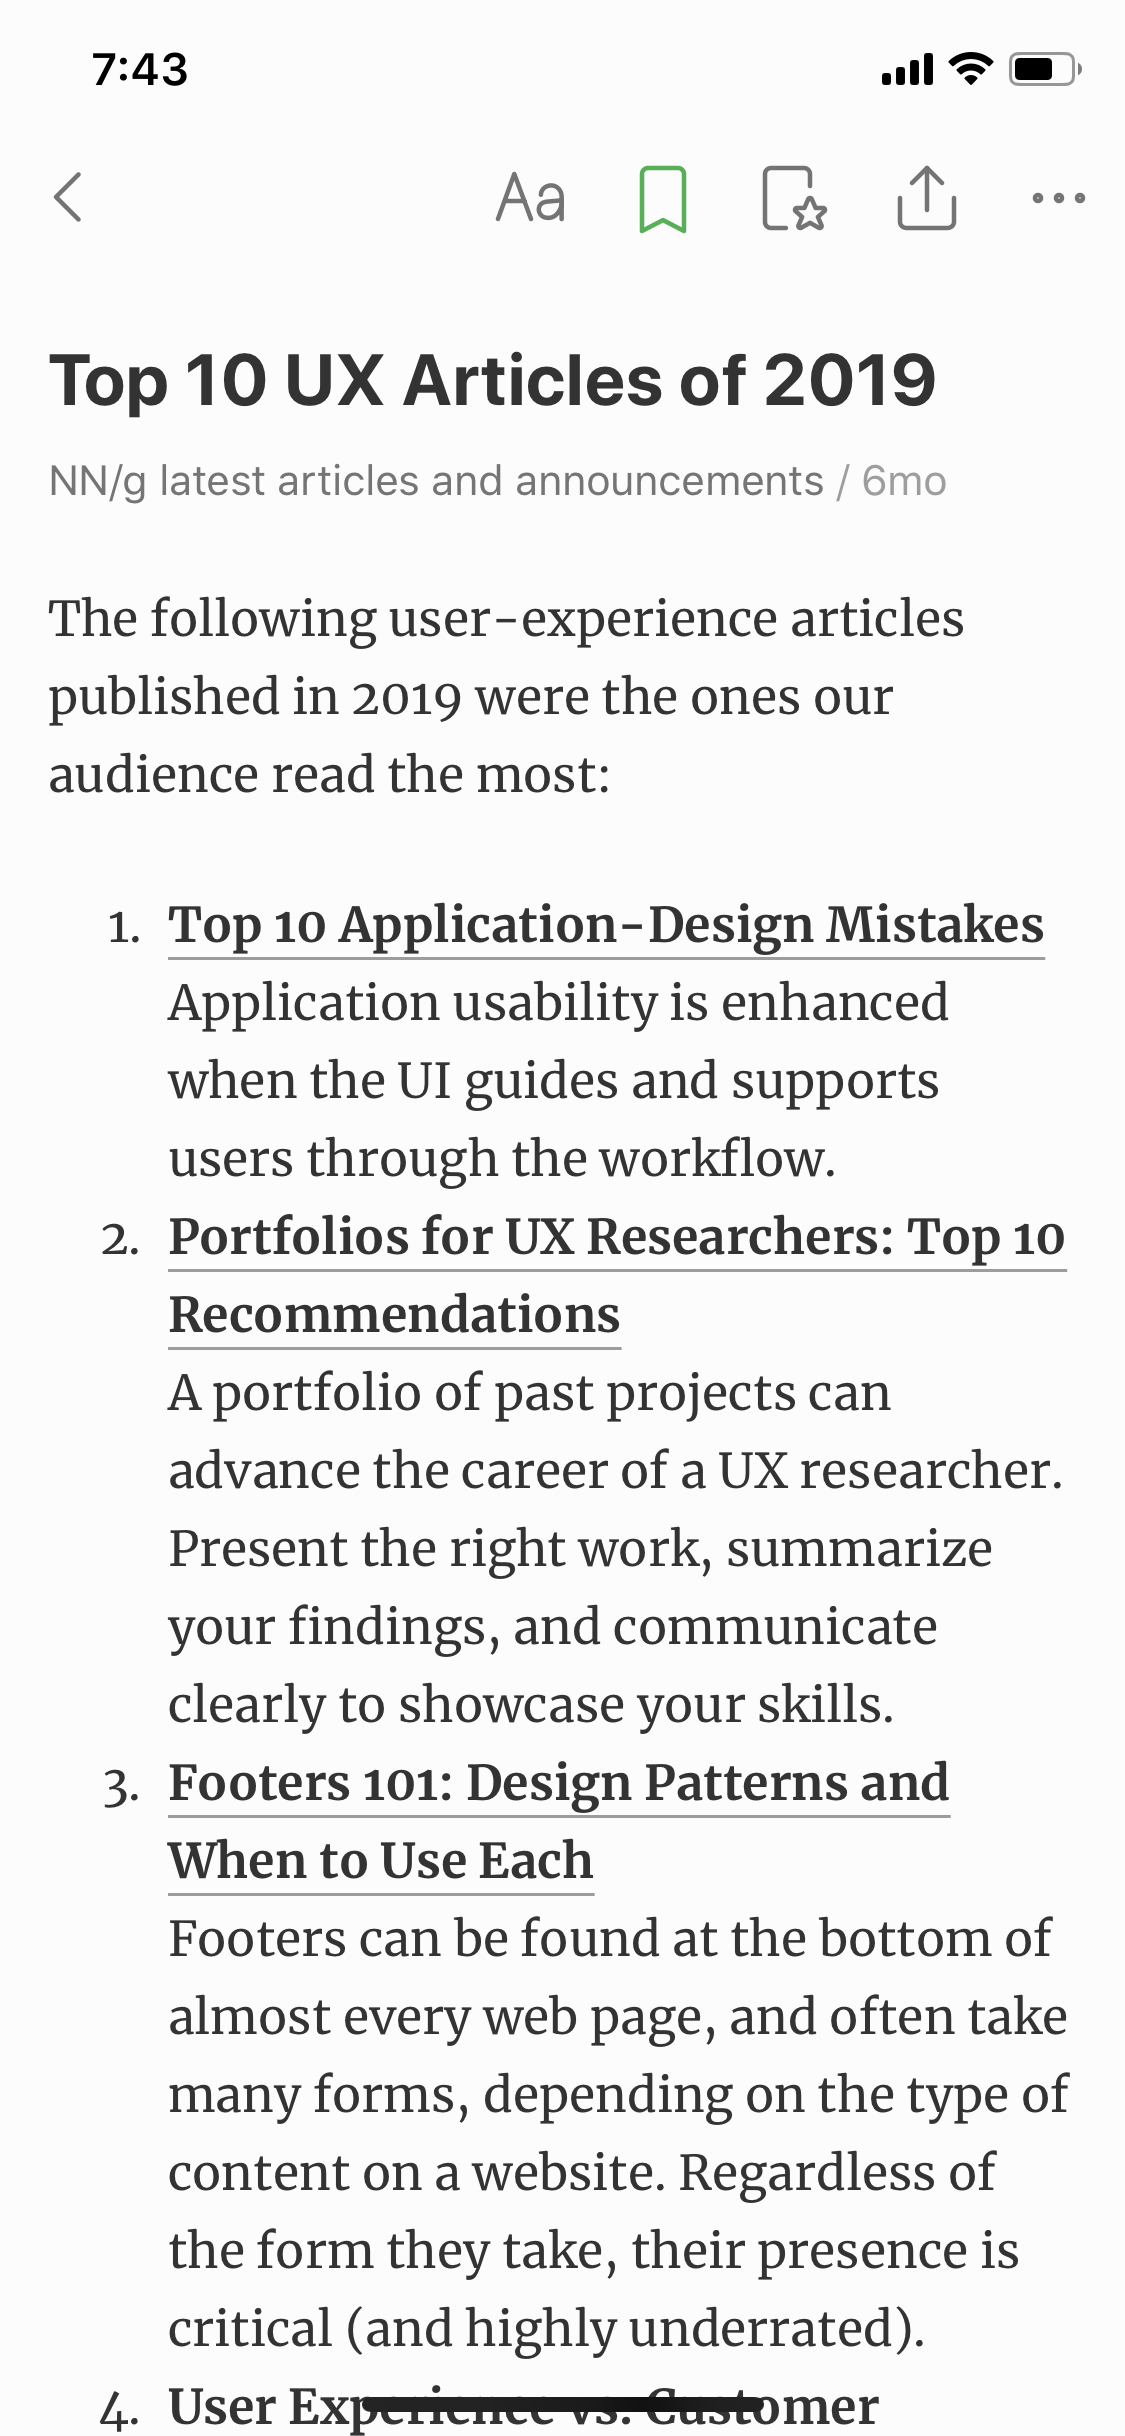 7:43
Aa
Top 10 UX Articles of 2019
NN/g latest articles and announcements / 6mo
The following user-experience articles
published in 2019 were the ones our
audience read the most:
1. Top 10 Application-Design Mistakes
Application usability is enhanced
when the UI guides and supports
users through the workflow.
2. Portfolios for UX Researchers: Top 10
Recommendations
A portfolio of past projects can
advance the career of a UX researcher.
Present the right work, summarize
your findings, and communicate
clearly to showcase your skills.
3. Footers 101: Design Patterns and
When to Use Each
Footers can be found at the bottom of
almost every web page, and often take
many forms, depending on the type of
content on a website. Regardless of
the form they take, their presence is
critical (and highly underrated).
4. User Experience vs. Customer